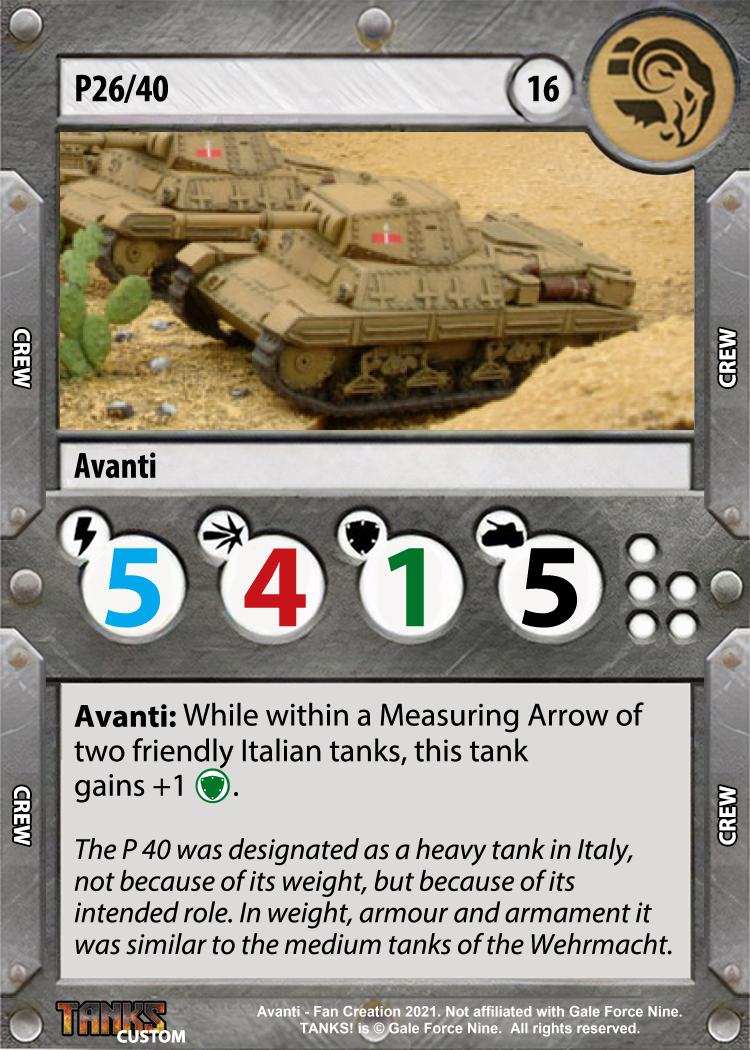 P26/40
16
Avanti
CREW
CREW
5 4 1 5
Avanti: While within a Measuring Arrow of
two friendly Italian tanks, this tank
gains +1 .
CREW
CREW
The P 40 was designated as a heavy tank in Italy,
not because of its weight, but because of its
intended role. In weight, armour and armament it
was similar to the medium tanks of the Wehrmacht.
TANKS
CUSTOM
Avanti - Fan Creation 2021. Not affiliated with Gale Force Nine.
TANKS! is © Gale Force Nine. All rights reserved.